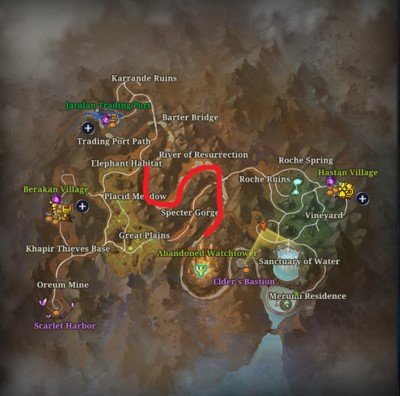 Karrande Ruins
Jatulan Trading Port
Barter Bridge
Trading Port Path
River of Resurrection
Elephant Habitat
Roche Spring
Hastan Village
Roche Ruins
Berakan Village
Placid Meadow
Specter Gorge
Vineyard
Great Plains
Khapir Thieves Base
Abandoned Watchtower
Sanctuary of Water
Elder's Bastion
Oreum Mine
Merumi Residence
Scarlet Harbor